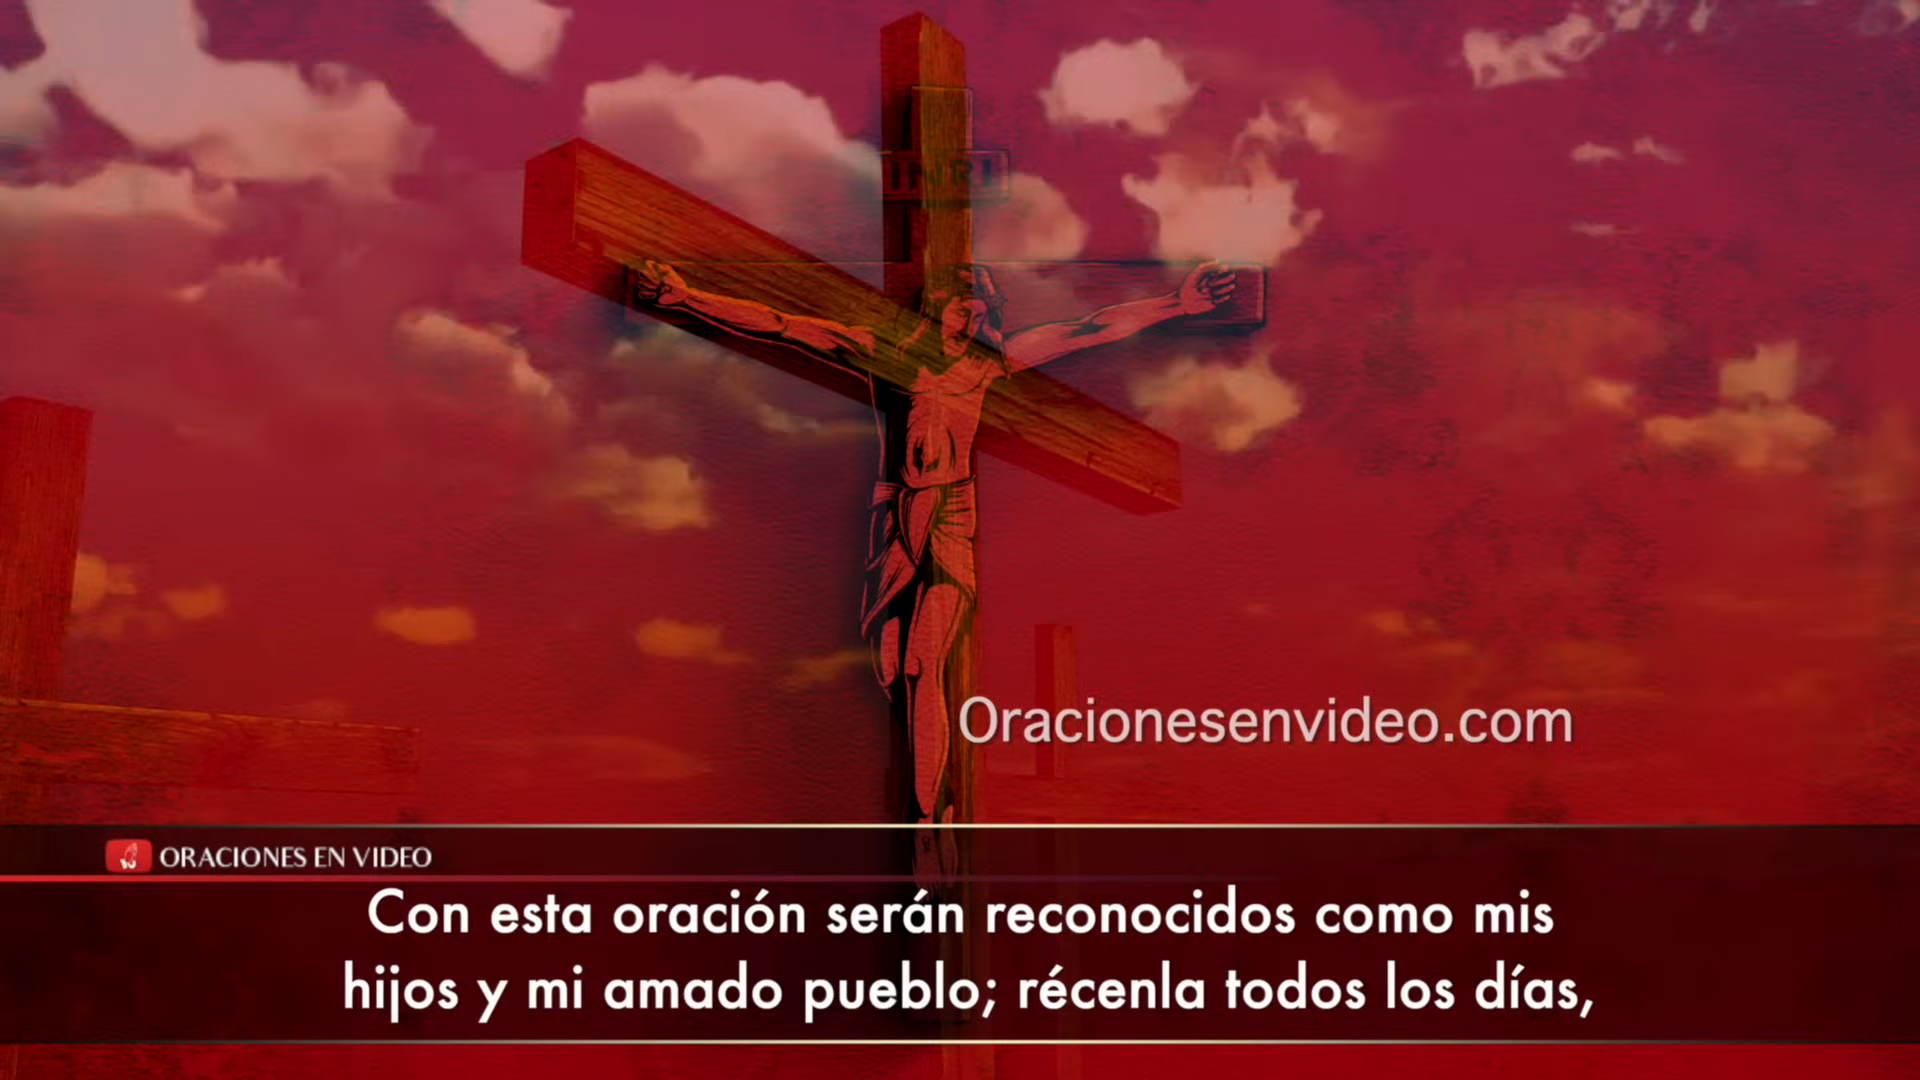 INRI
Oracionesenvideo.com
ORACIONES EN VIDEO
Con esta oración serán reconocidos como mis
hijos y mi amado pueblo; récenla todos los días,